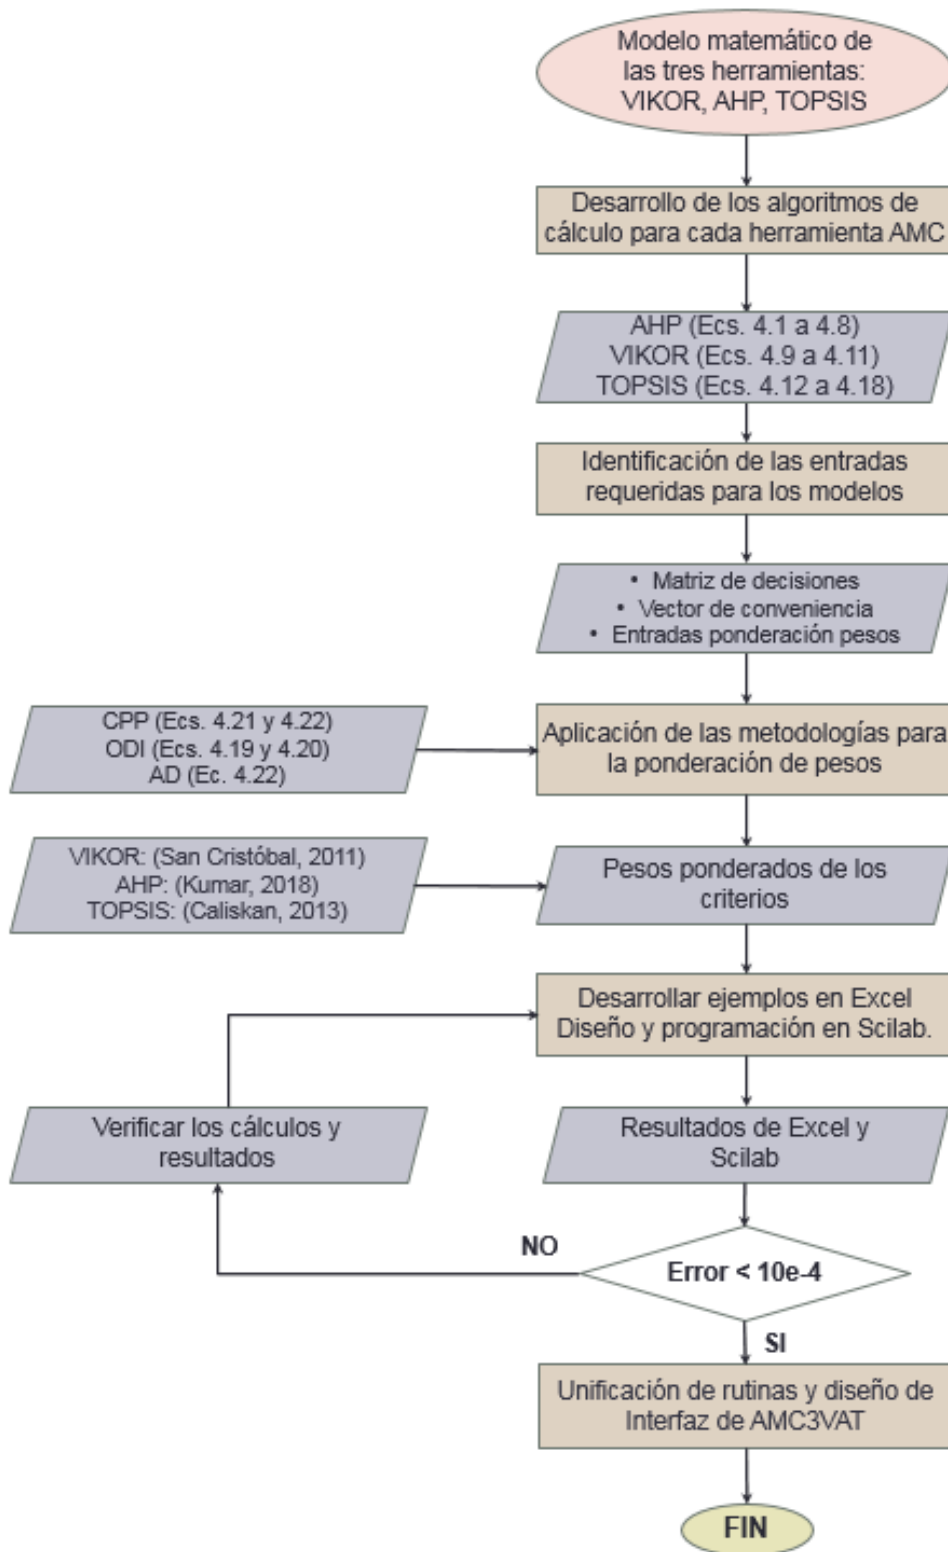 Modelo matemático de
las tres herramientas:
VIKOR, AHP, TOPSIS
Desarrollo de los algoritmos de
cálculo para cada herramienta AMC
AHP (Ecs. 4.1 a 4.8)
VIKOR (Ecs. 4.9 a 4.11)
TOPSIS (Ecs. 4.12 a 4.18)
Identificación de las entradas
requeridas para los modelos
• Matriz de decisiones
• Vector de conveniencia
• Entradas ponderación pesos
CPP (Ecs. 4.21 y 4.22)
ODI (Ecs. 4.19 y 4.20)
AD (Ec. 4.22)
Aplicación de las metodologías para
la ponderación de pesos
VIKOR: (San Cristóbal, 2011)
AHP: (Kumar, 2018)
TOPSIS: (Caliskan, 2013)
Pesos ponderados de los
criterios
Desarrollar ejemplos en Excel
Diseño y programación en Scilab.
Verificar los cálculos y
resultados
Resultados de Excel y
Scilab
NO
Error < 10e-4
SI
Unificación de rutinas y diseño de
Interfaz de AMC3VAT
FIN